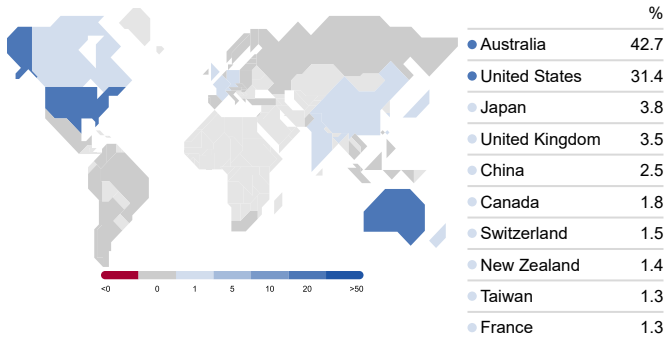 %
Australia 42.7
United States 31.4
Japan 3.8
United Kingdom 3.5
China 2.5
Canada 1.8
Switzerland 1.5
New Zealand 1.4
Taiwan 1.3
France 1.3
<0 0 1 5 10 20 >50